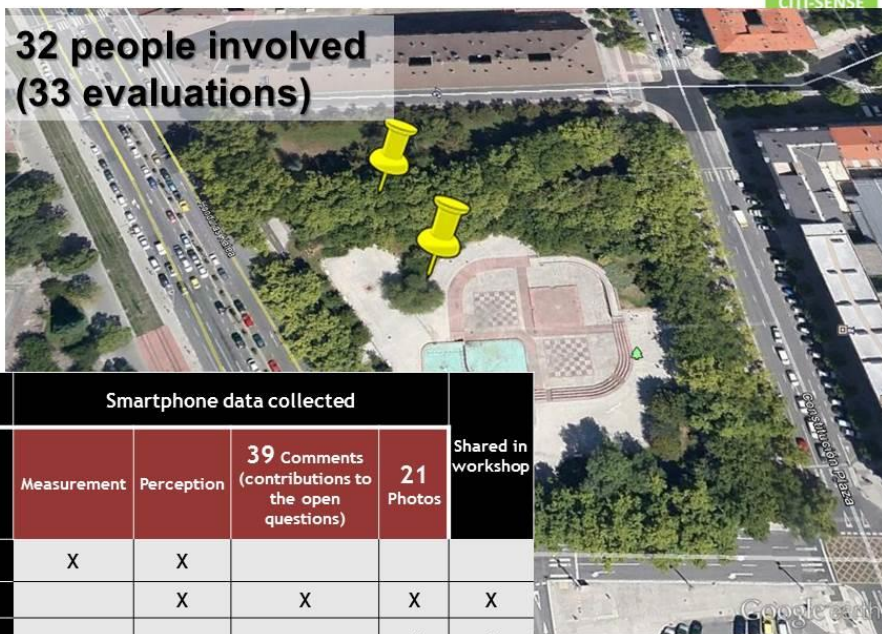 CITI-SENSE
32 people involved
(33 evaluations)
Constitución Plaza
Smartphone data collected
Shared in
workshop
Measurement
Perception
39 Comments
(contributions to
the open
questions)
21
Photos
X X
X X X X
Google earth